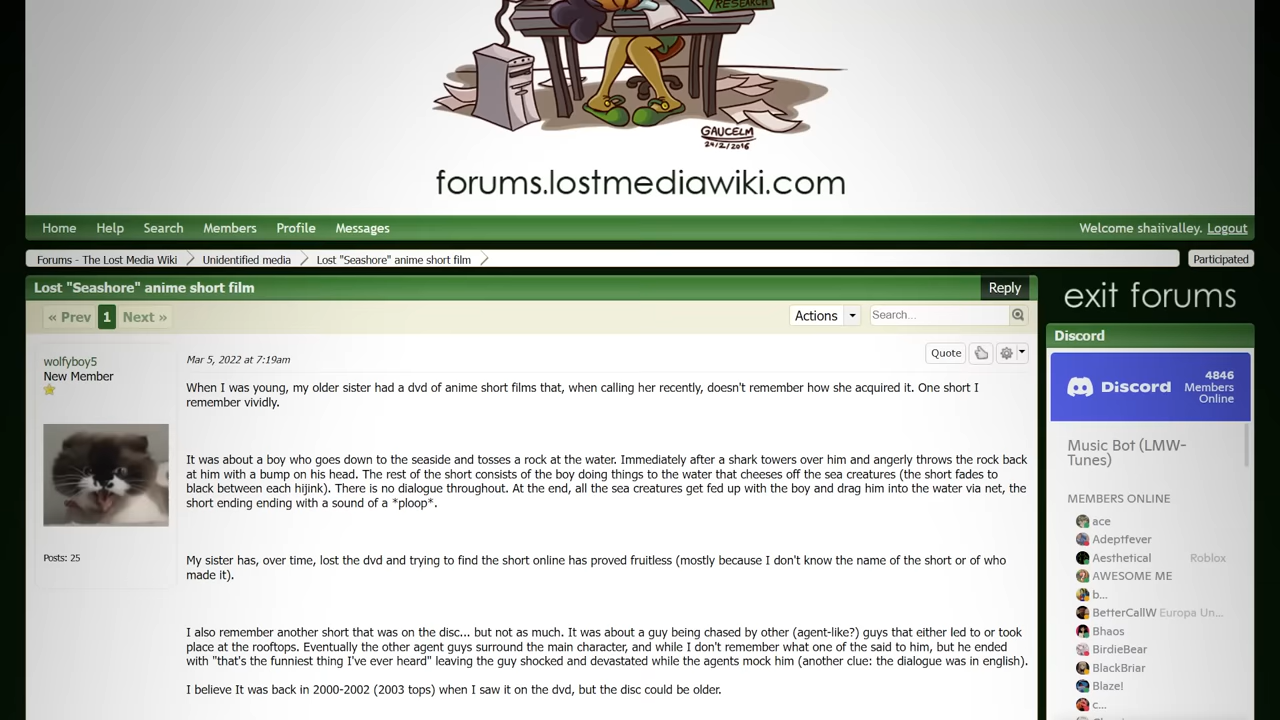 RESEARCH
GAUCELM
24/2/2016
forums.lostmediawiki.com
Home Help Search Members Profile Messages Welcome shaiivalley. Logout
Forums - The Lost Media Wiki Unidentified media Lost "Seashore" anime short film Participated
Lost "Seashore" anime short film Reply
exit forums
« Prev 1 Next » Actions Search...
Discord
wolfyboy5
New Member
Mar 5, 2022 at 7:19am Quote
When I was young, my older sister had a dvd of anime short films that, when calling her recently, doesn't remember how she acquired it. One short I
remember vividly.
It was about a boy who goes down to the seaside and tosses a rock at the water. Immediately after a shark towers over him and angerly throws the rock back
at him with a bump on his head. The rest of the short consists of the boy doing things to the water that cheeses off the sea creatures (the short fades to
black between each hijink). There is no dialogue throughout. At the end, all the sea creatures get fed up with the boy and drag him into the water via net, the
short ending ending with a sound of a *ploop*.
Posts: 25
My sister has, over time, lost the dvd and trying to find the short online has proved fruitless (mostly because I don't know the name of the short or of who
made it).
I also remember another short that was on the disc... but not as much. It was about a guy being chased by other (agent-like?) guys that either led to or took
place at the rooftops. Eventually the other agent guys surround the main character, and while I don't remember what one of the said to him, but he ended
with "that's the funniest thing I've ever heard" leaving the guy shocked and devastated while the agents mock him (another clue: the dialogue was in english).
I believe It was back in 2000-2002 (2003 tops) when I saw it on the dvd, but the disc could be older.
Discord
4846
Members
Online
Music Bot (LMW-
Tunes)
MEMBERS ONLINE
ace
Adeptfever
Aesthetical Roblox
AWESOME ME
b...
BetterCallW Europa Un...
Bhaos
BirdieBear
BlackBriar
Blaze!
c...